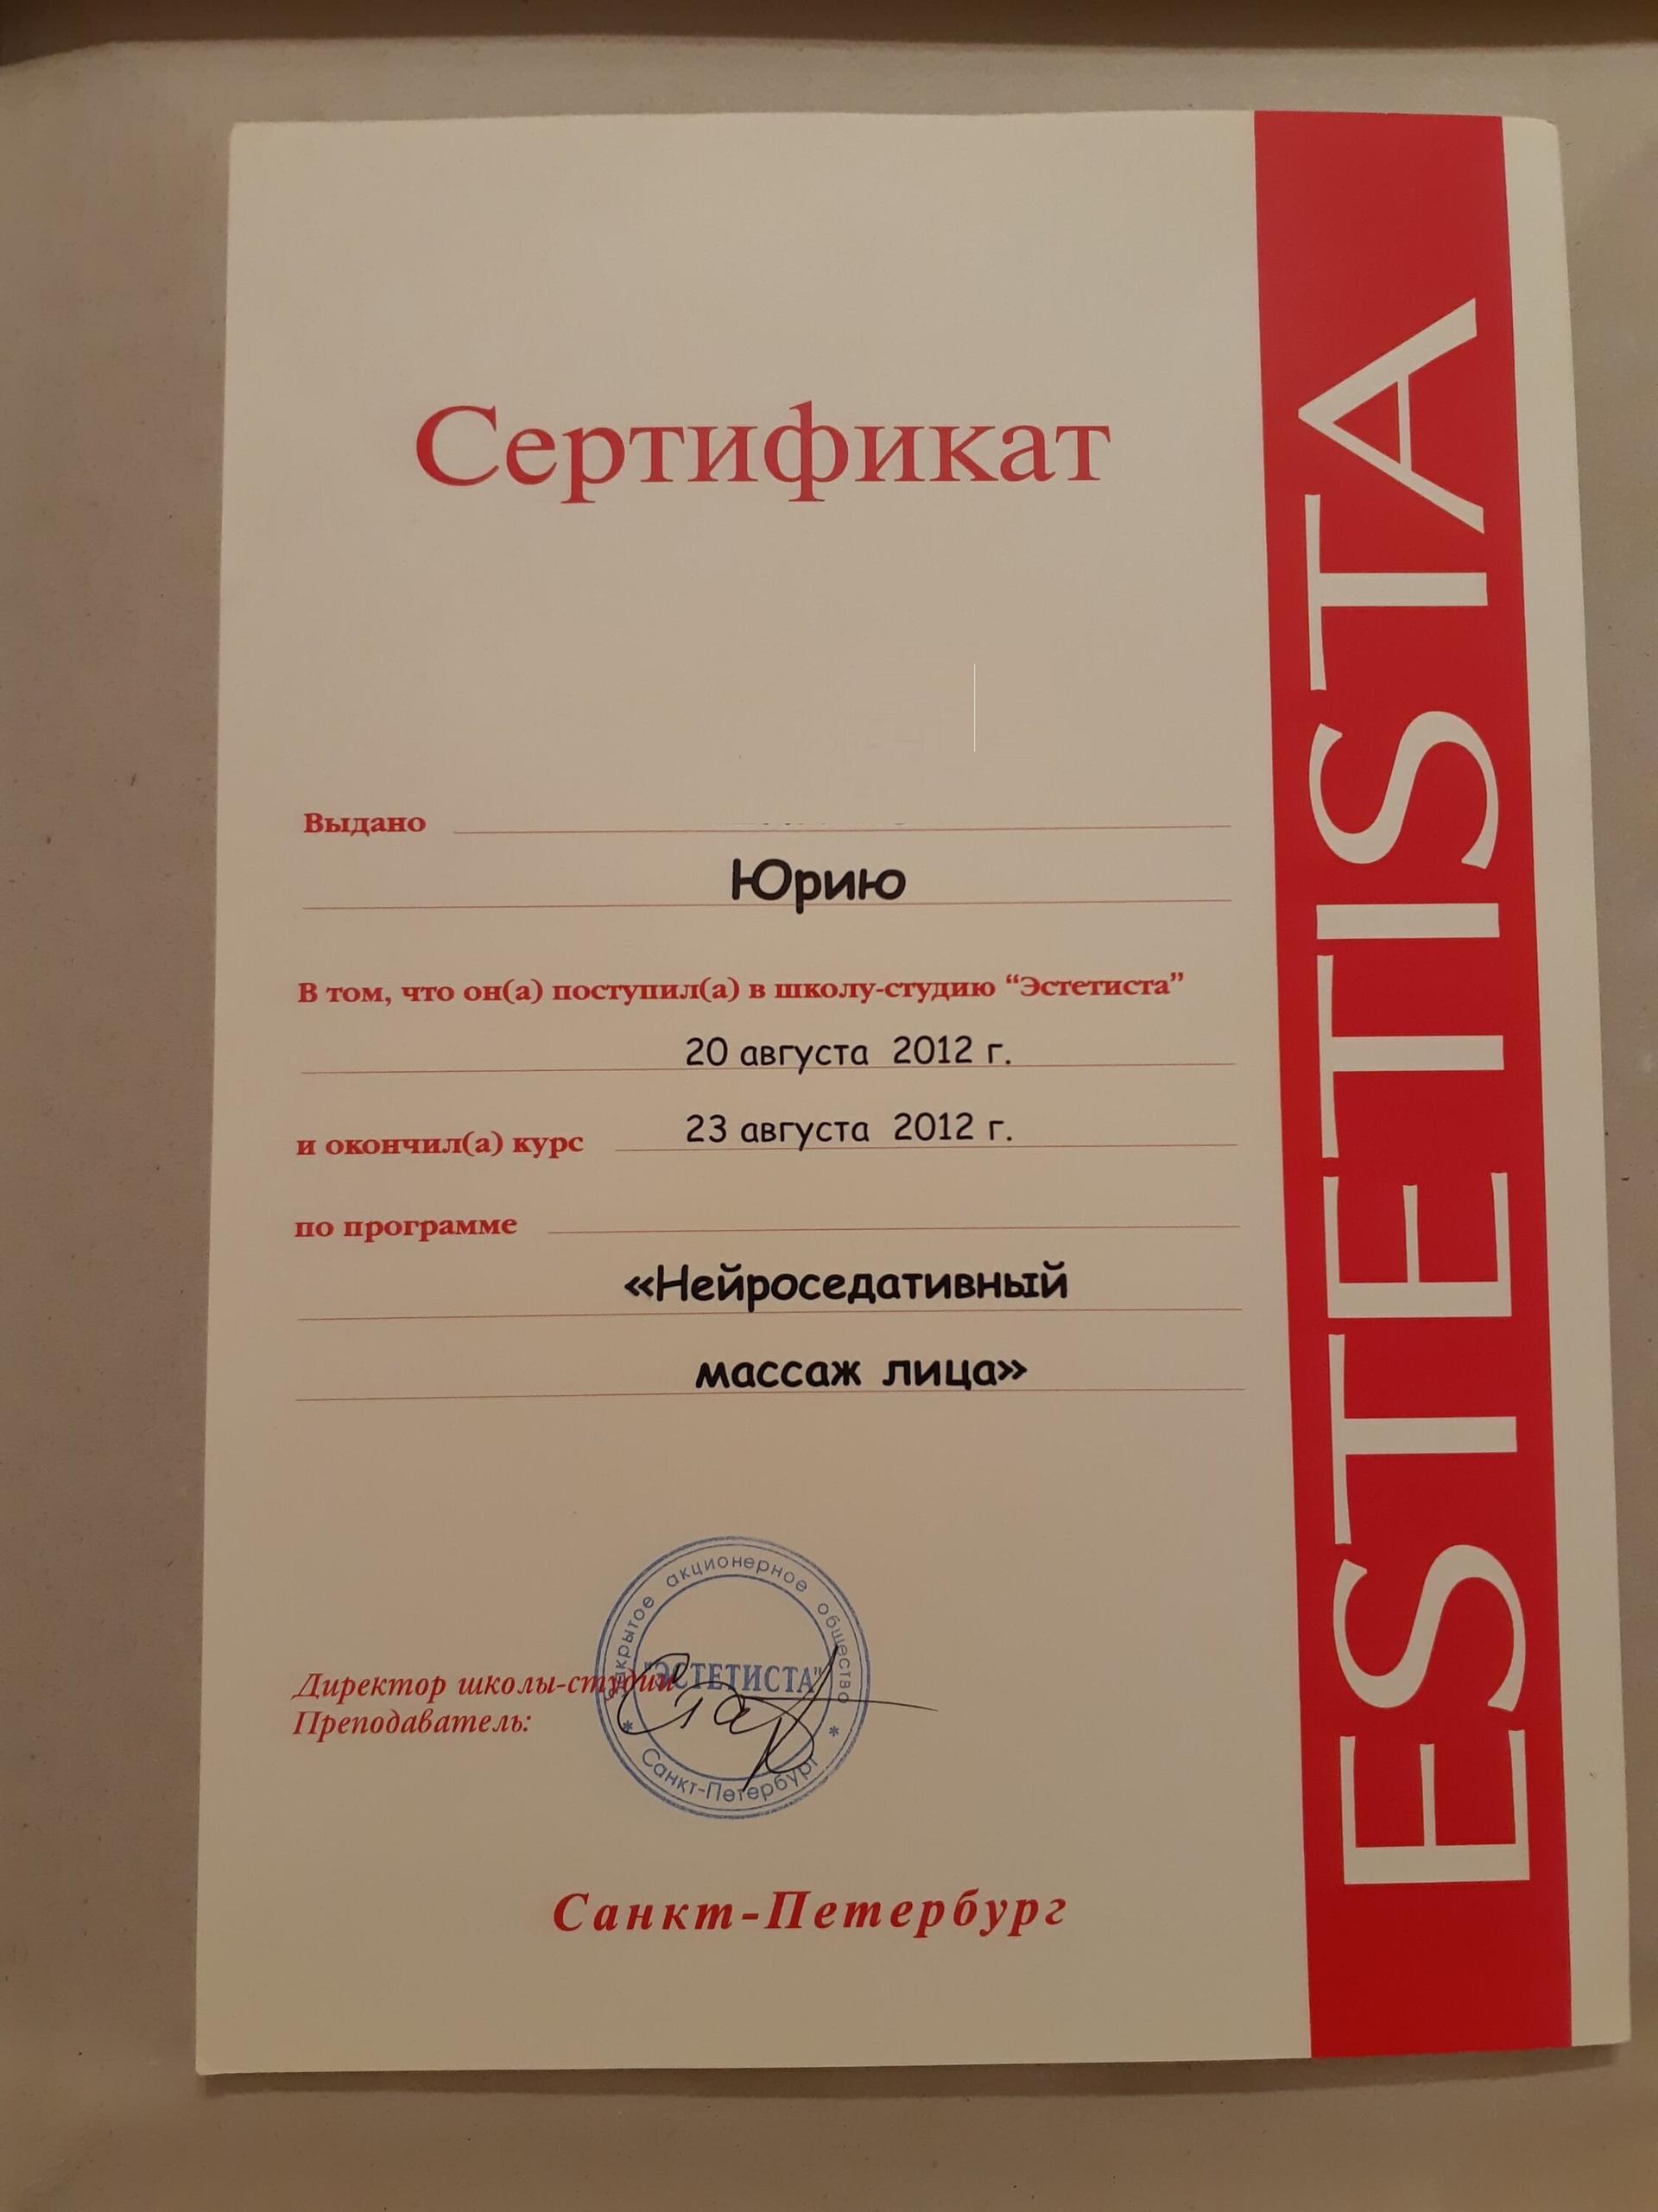 Сертификат
Выдано
Юрию
В том, что он(а) поступил(а) в школу-студию “Эстетиста”
20 августа 2012 г.
и окончил(а) курс 23 августа 2012 г.
по программе
«Нейроседативный
массаж лица»
Директор школы-студии
Преподаватель:
Закрытое акционерное общество
"ЭСТЕТИСТА"
* Санкт-Петербург *
Санкт-Петербург
ESTETISTA